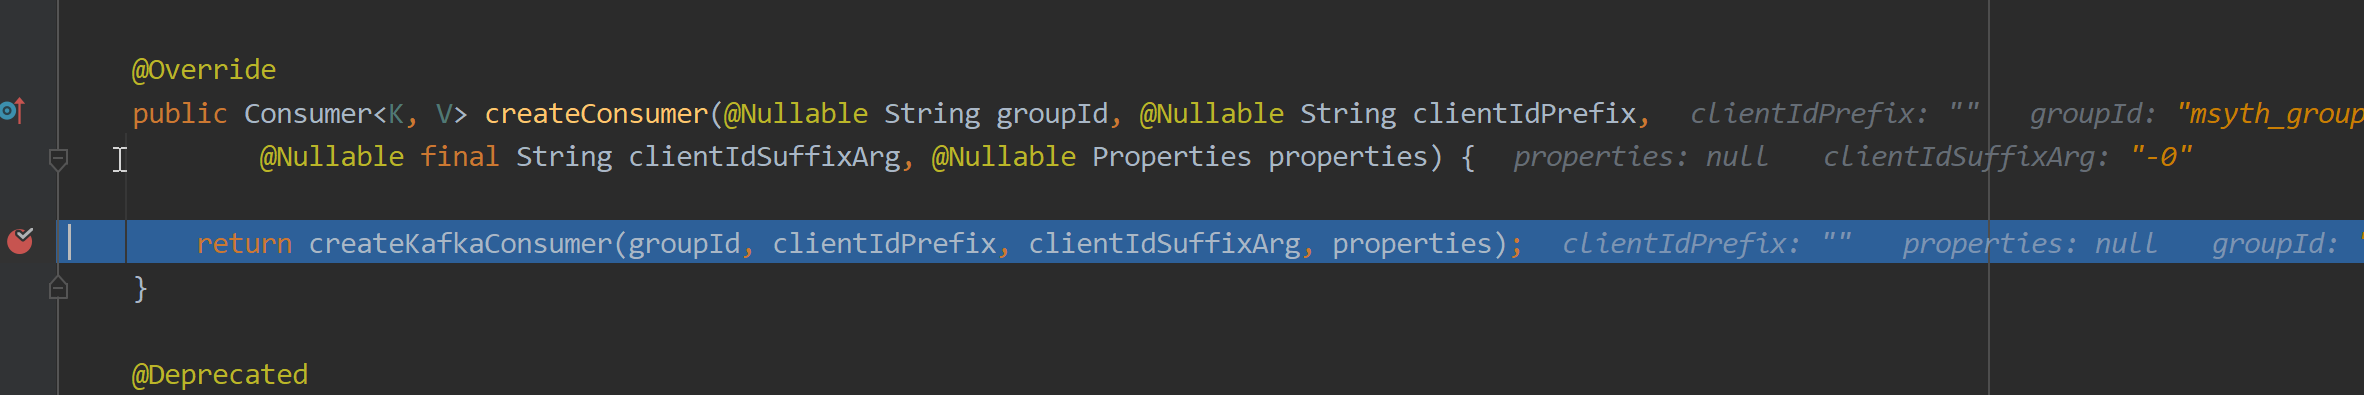 @Override
public Consumer<K, V> createConsumer(@Nullable String groupId, @Nullable String clientIdPrefix, clientIdPrefix: "" groupId: "msyth_group
@Nullable final String clientIdSuffixArg, @Nullable Properties properties) { properties: null clientIdSuffixArg: "-0"
return createKafkaConsumer(groupId, clientIdPrefix, clientIdSuffixArg, properties); clientIdPrefix: "" properties: null groupId: "
}
@Deprecated